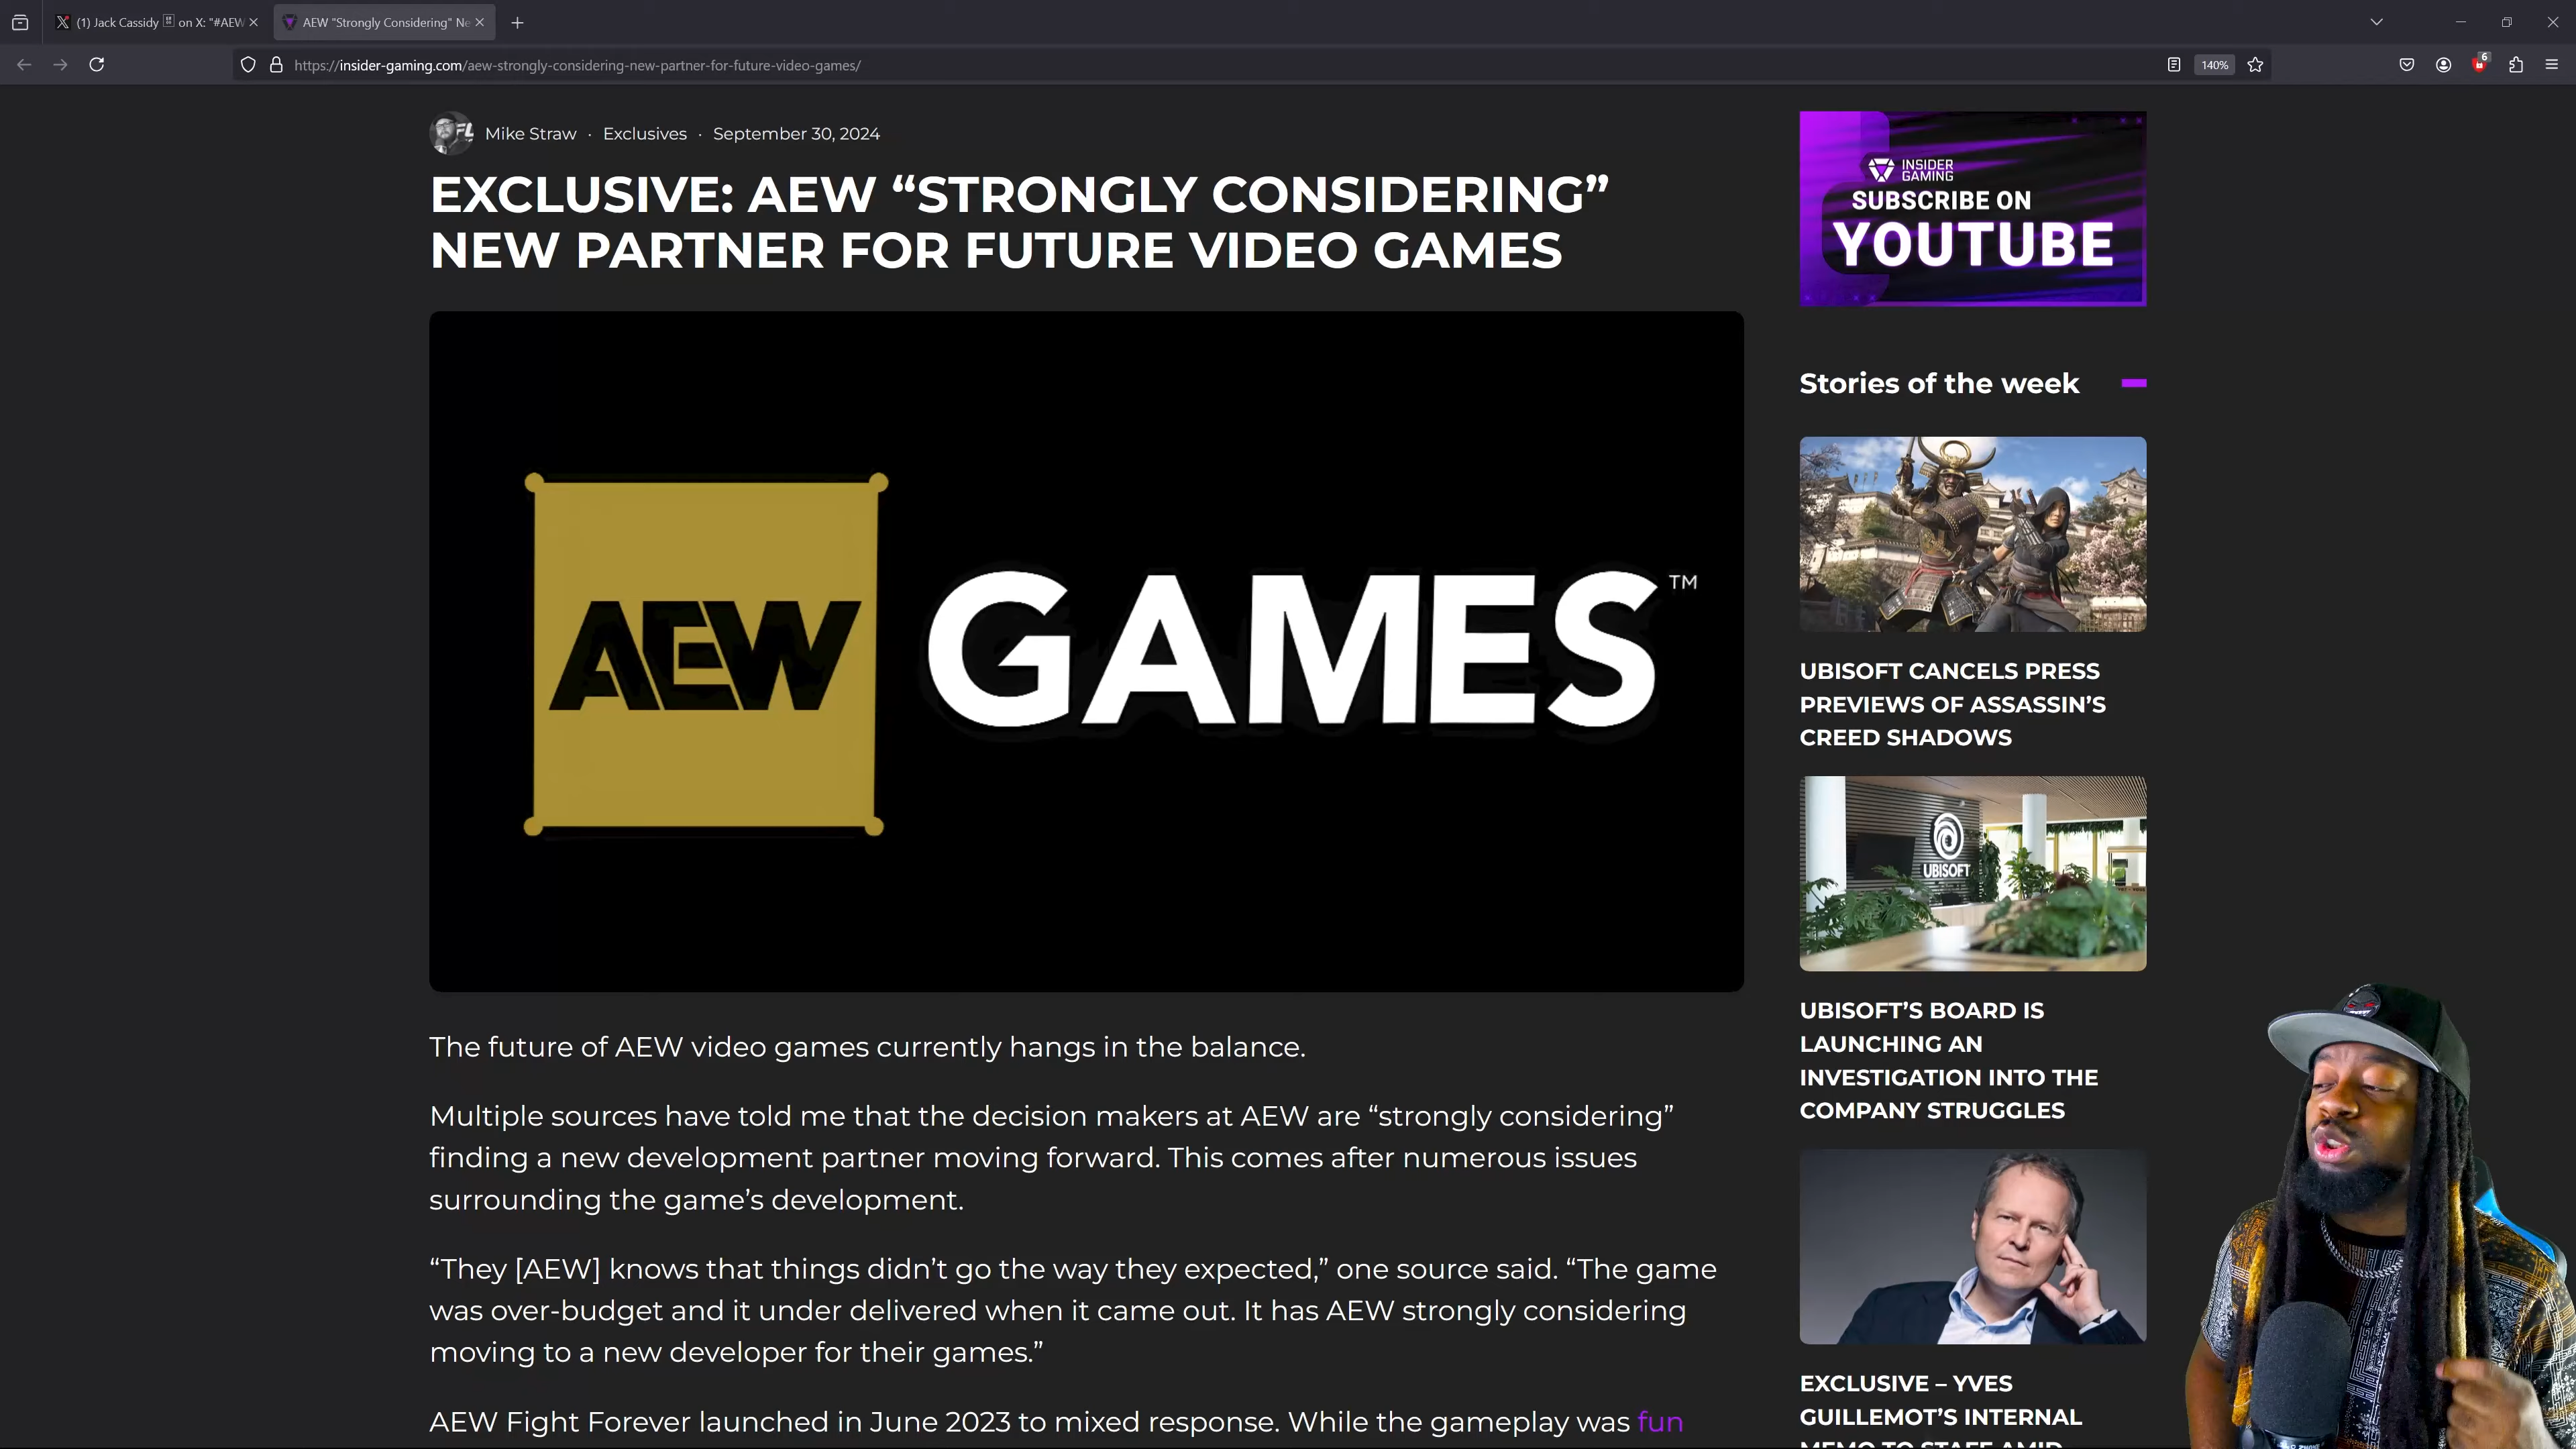 (1) Jack Cassidy on X: "#AEW
AEW "Strongly Considering" Ne
https://insider-gaming.com/aew-strongly-considering-new-partner-for-future-video-games/
140%
6
Mike Straw · Exclusives · September 30, 2024
EXCLUSIVE: AEW “STRONGLY CONSIDERING”
NEW PARTNER FOR FUTURE VIDEO GAMES
AEW GAMES™
The future of AEW video games currently hangs in the balance.
Multiple sources have told me that the decision makers at AEW are “strongly considering”
finding a new development partner moving forward. This comes after numerous issues
surrounding the game’s development.
“They [AEW] knows that things didn’t go the way they expected,” one source said. “The game
was over-budget and it under delivered when it came out. It has AEW strongly considering
moving to a new developer for their games.”
AEW Fight Forever launched in June 2023 to mixed response. While the gameplay was fun
INSIDER
GAMING
SUBSCRIBE ON
YOUTUBE
Stories of the week
UBISOFT CANCELS PRESS
PREVIEWS OF ASSASSIN’S
CREED SHADOWS
UBISOFT
UBISOFT’S BOARD IS
LAUNCHING AN
INVESTIGATION INTO THE
COMPANY STRUGGLES
EXCLUSIVE – YVES
GUILLEMOT’S INTERNAL
MEMO TO STAFF AMID